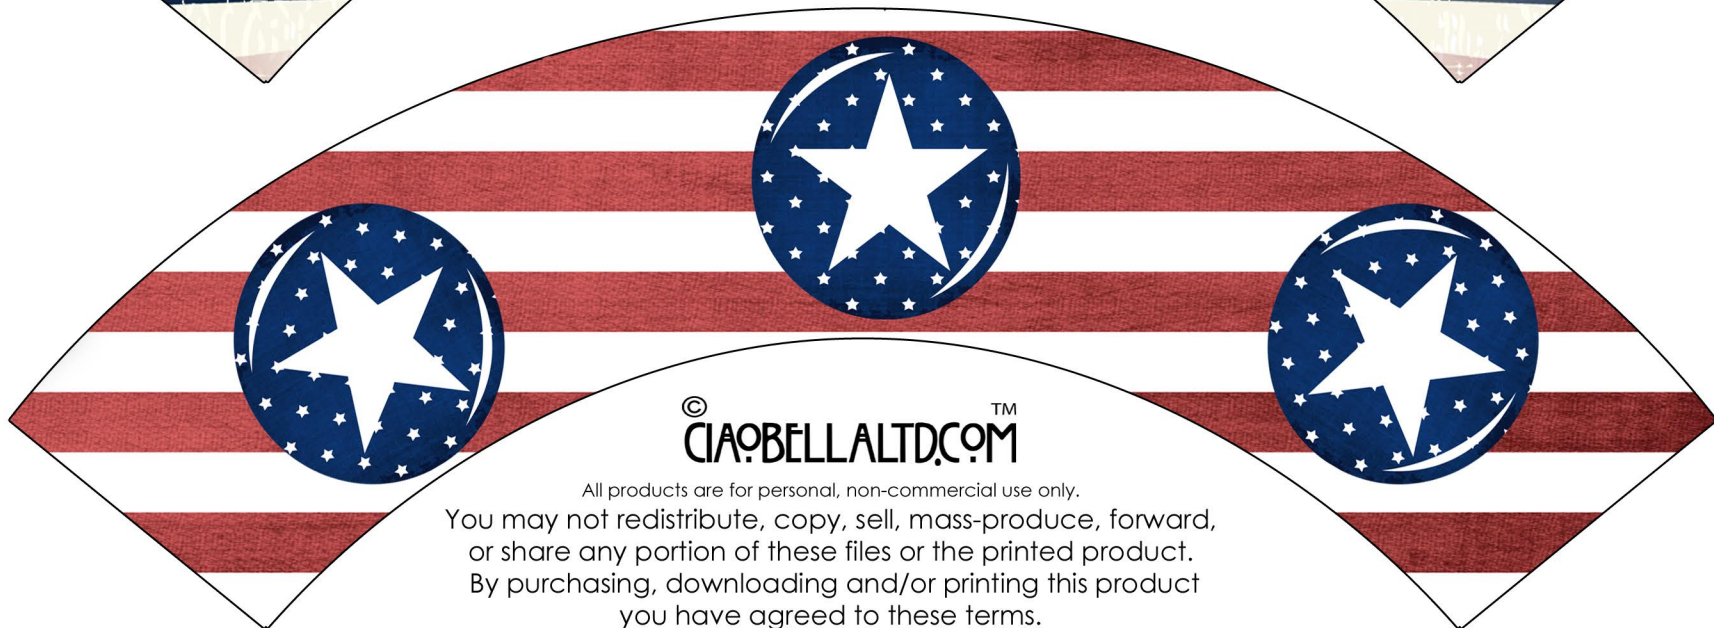 © ™
CIAOBELLALTD.COM
All products are for personal, non-commercial use only.
You may not redistribute, copy, sell, mass-produce, forward,
or share any portion of these files or the printed product.
By purchasing, downloading and/or printing this product
you have agreed to these terms.